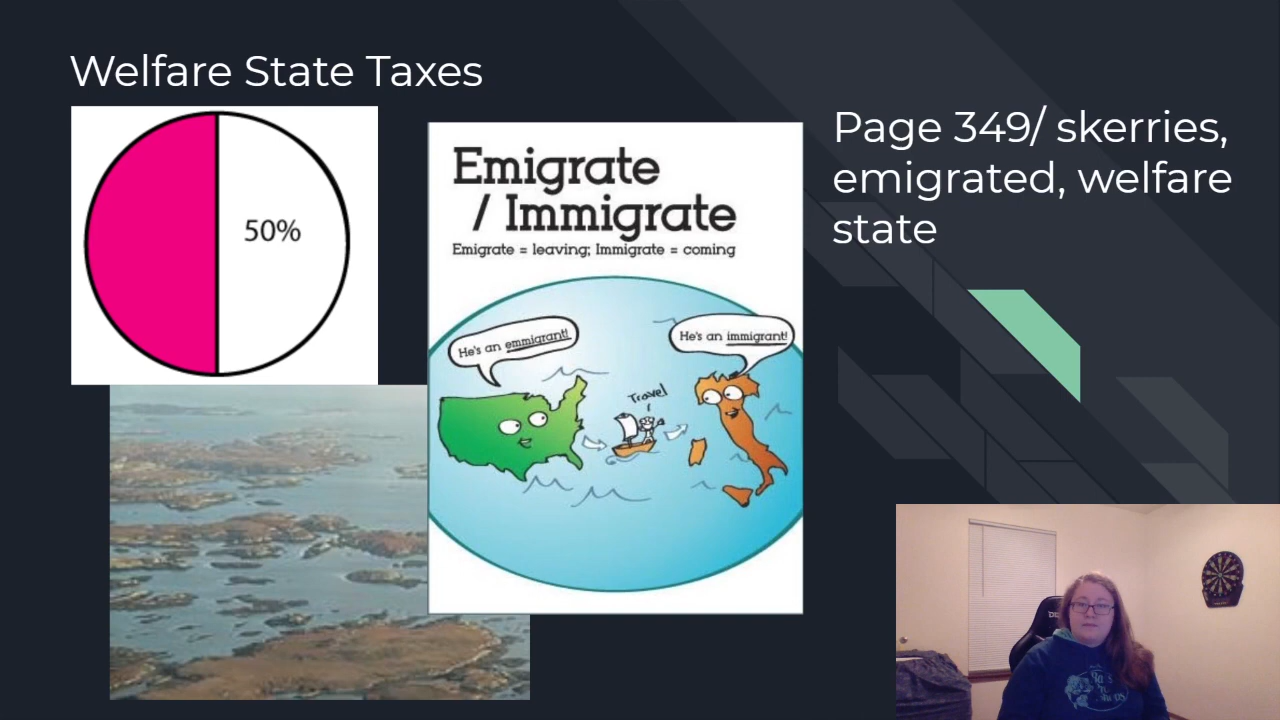 Welfare State Taxes
50%
Emigrate
/ Immigrate
Emigrate = leaving; Immigrate = coming
He's an emmigrant!
He's an immigrant!
Travel
Page 349/ skerries,
emigrated, welfare
state